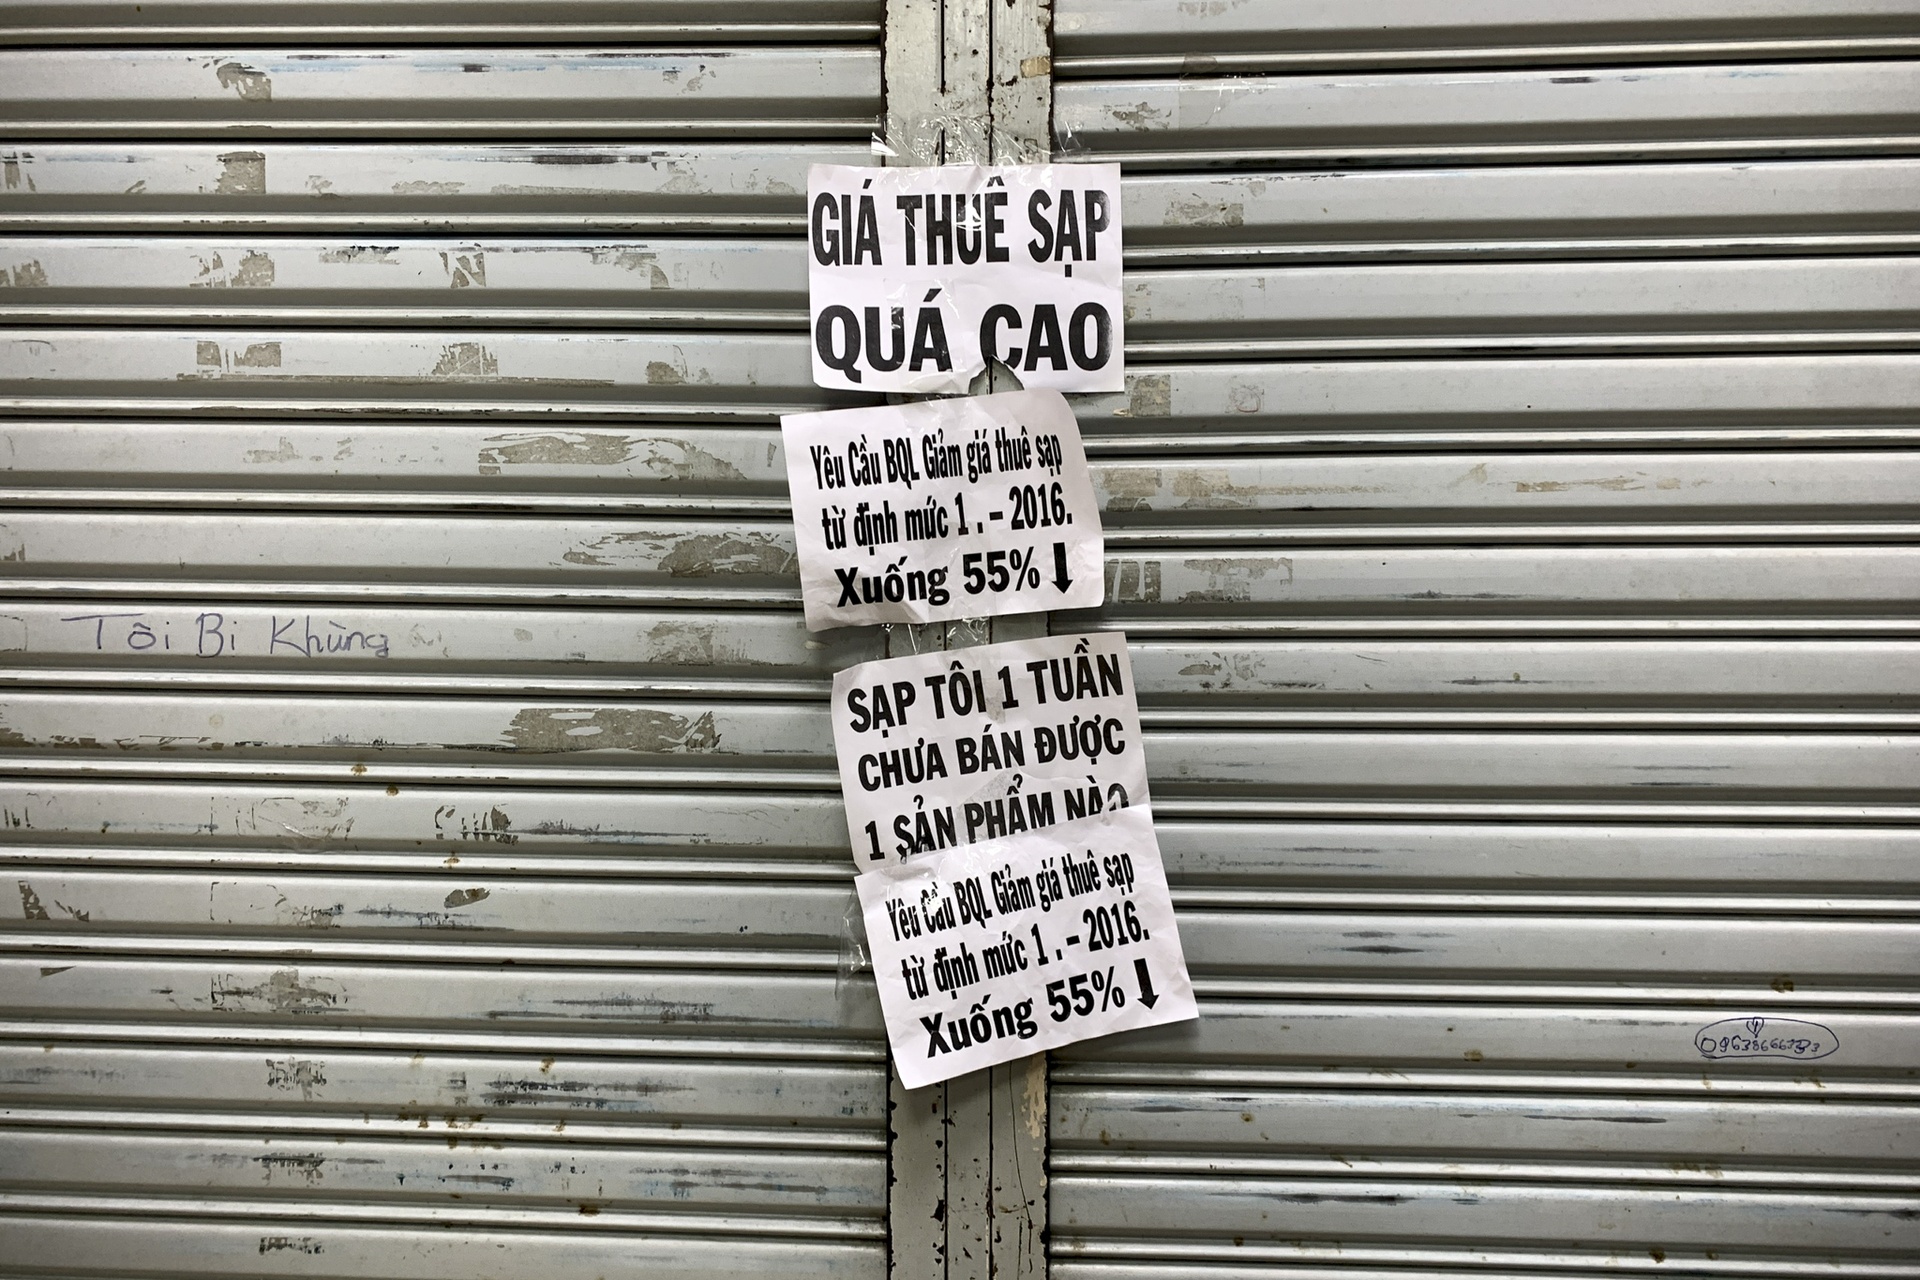 GIÁ THUÊ SẠP
QUÁ CAO
Yêu Cầu BQL Giảm giá thuê sạp
từ định mức 1 . – 2016.
Xuống 55% ⬇
Tôi Bị Khùng
SẠP TÔI 1 TUẦN
CHƯA BÁN ĐƯỢC
1 SẢN PHẨM NÀO
Yêu Cầu BQL Giảm giá thuê sạp
từ định mức 1 . – 2016.
Xuống 55% ⬇